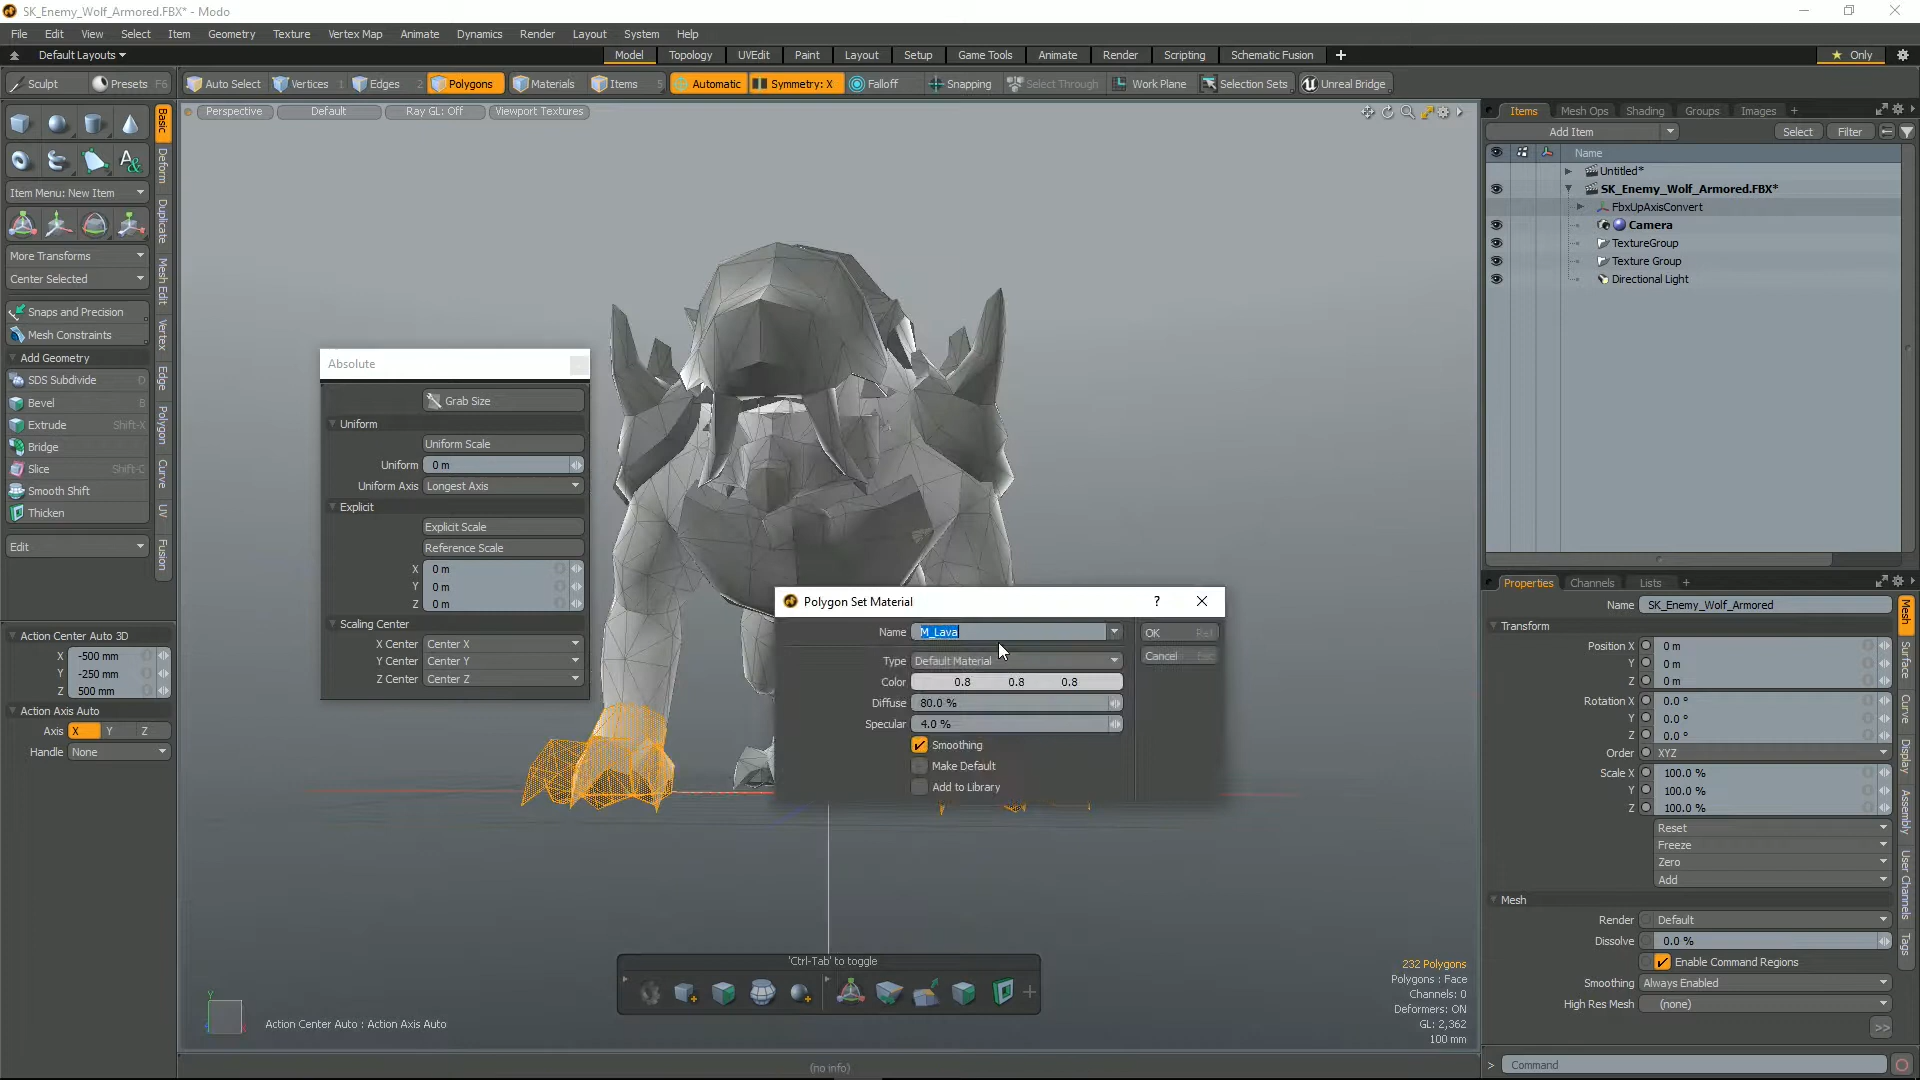 SK_Enemy_Wolf_Armored.FBX* - Modo
File Edit View Select Item Geometry Texture Vertex Map Animate Dynamics Render Layout System Help
Default Layouts
Model Topology UVEdit Paint Layout Setup Game Tools Animate Render Scripting Schematic Fusion
Only
Sculpt Presets F6
Auto Select Vertices 1 Edges 2 Polygons Materials Items 5 Automatic Symmetry: X Falloff Snapping Select Through Work Plane Selection Sets Unreal Bridge
Perspective Default Ray GL: Off Viewport Textures
Basic
Deform
Duplicate
Mesh Edit
Vertex
Edge
Polygon
Curve
UV
Fusion
Item Menu: New Item
More Transforms
Center Selected
Snaps and Precision
Mesh Constraints
Add Geometry
SDS Subdivide D
Bevel B
Extrude Shift-X
Bridge
Slice Shift-C
Smooth Shift
Thicken
Edit
Action Center Auto 3D
X -500 mm
Y -250 mm
Z 500 mm
Action Axis Auto
Axis X Y Z
Handle None
Absolute
Grab Size
Uniform
Uniform Scale
Uniform 0 m
Uniform Axis Longest Axis
Explicit
Explicit Scale
Reference Scale
X 0 m
Y 0 m
Z 0 m
Scaling Center
X Center Center X
Y Center Center Y
Z Center Center Z
Polygon Set Material ?
Name M_Lava OK Ret
Type Default Material Cancel Esc
Color 0.8 0.8 0.8
Diffuse 80.0 %
Specular 4.0 %
Smoothing
Make Default
Add to Library
'Ctrl-Tab' to toggle
232 Polygons
Polygons : Face
Channels: 0
Deformers: ON
GL: 2,362
100 mm
Y
Action Center Auto : Action Axis Auto
(no info)
Items Mesh Ops Shading Groups Images
Add Item Select Filter
Name
Untitled*
SK_Enemy_Wolf_Armored.FBX*
FbxUpAxisConvert
Camera
TextureGroup
Texture Group
Directional Light
Properties Channels Lists
Name SK_Enemy_Wolf_Armored
Transform
Position X 0 m
Y 0 m
Z 0 m
Rotation X 0.0 °
Y 0.0 °
Z 0.0 °
Order XYZ
Scale X 100.0 %
Y 100.0 %
Z 100.0 %
Reset
Freeze
Zero
Add
Mesh
Render Default
Dissolve 0.0 %
Enable Command Regions
Smoothing Always Enabled
High Res Mesh (none)
>>
Mesh
Surface
Curve
Display
Assembly
User Channels
Tags
> Command